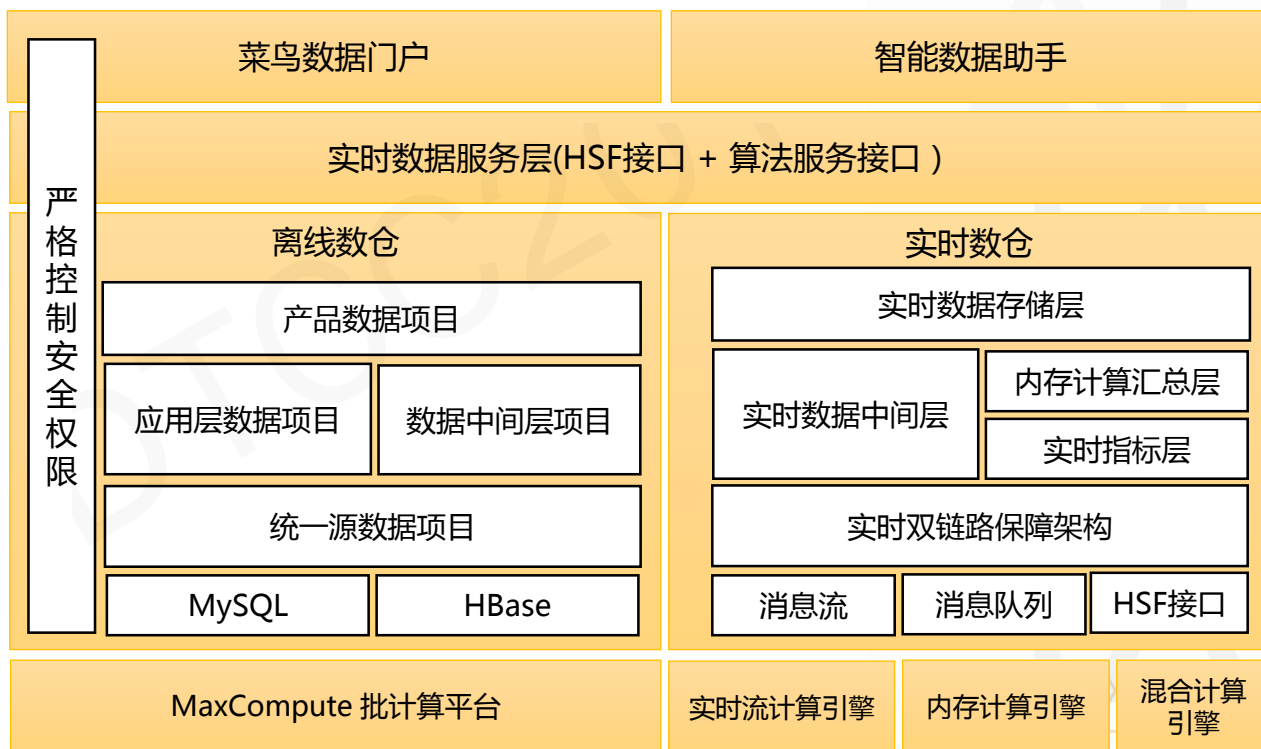 菜鸟数据门户
智能数据助手
实时数据服务层(HSF接口 + 算法服务接口 )
严格控制安全权限
离线数仓
产品数据项目
应用层数据项目
数据中间层项目
统一源数据项目
MySQL
HBase
实时数仓
实时数据存储层
实时数据中间层
内存计算汇总层
实时指标层
实时双链路保障架构
消息流
消息队列
HSF接口
MaxCompute 批计算平台
实时流计算引擎
内存计算引擎
混合计算
引擎